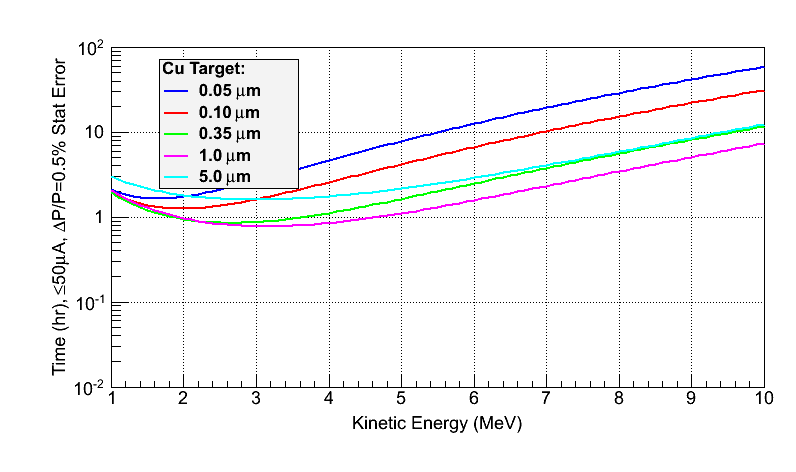 Time (hr), ≤50μA, ΔP/P=0.5% Stat Error
10²
10
1
10⁻¹
10⁻²
Cu Target:
0.05 μm
0.10 μm
0.35 μm
1.0 μm
5.0 μm
1 2 3 4 5 6 7 8 9 10
Kinetic Energy (MeV)